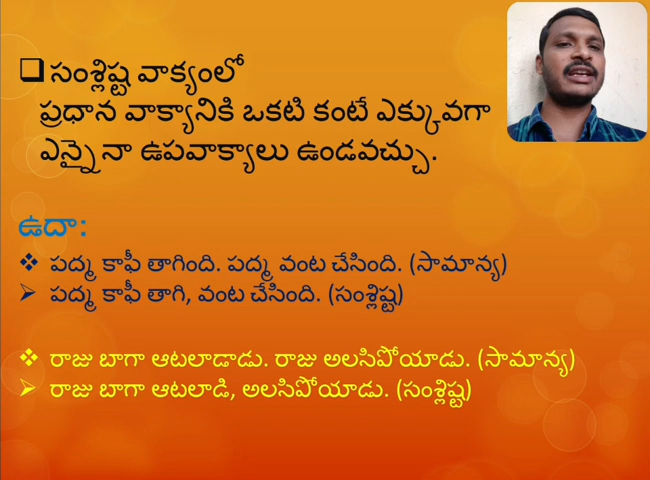 సంశ్లిష్ట వాక్యంలో
ప్రధాన వాక్యానికి ఒకటి కంటే ఎక్కువగా
ఎన్నైనా ఉపవాక్యాలు ఉండవచ్చు.
ఉదా:
పద్మ కాఫీ తాగింది. పద్మ వంట చేసింది. (సామాన్య)
పద్మ కాఫీ తాగి, వంట చేసింది. (సంశ్లిష్ట)
రాజు బాగా ఆటలాడాడు. రాజు అలసిపోయాడు. (సామాన్య)
రాజు బాగా ఆటలాడి, అలసిపోయాడు. (సంశ్లిష్ట)